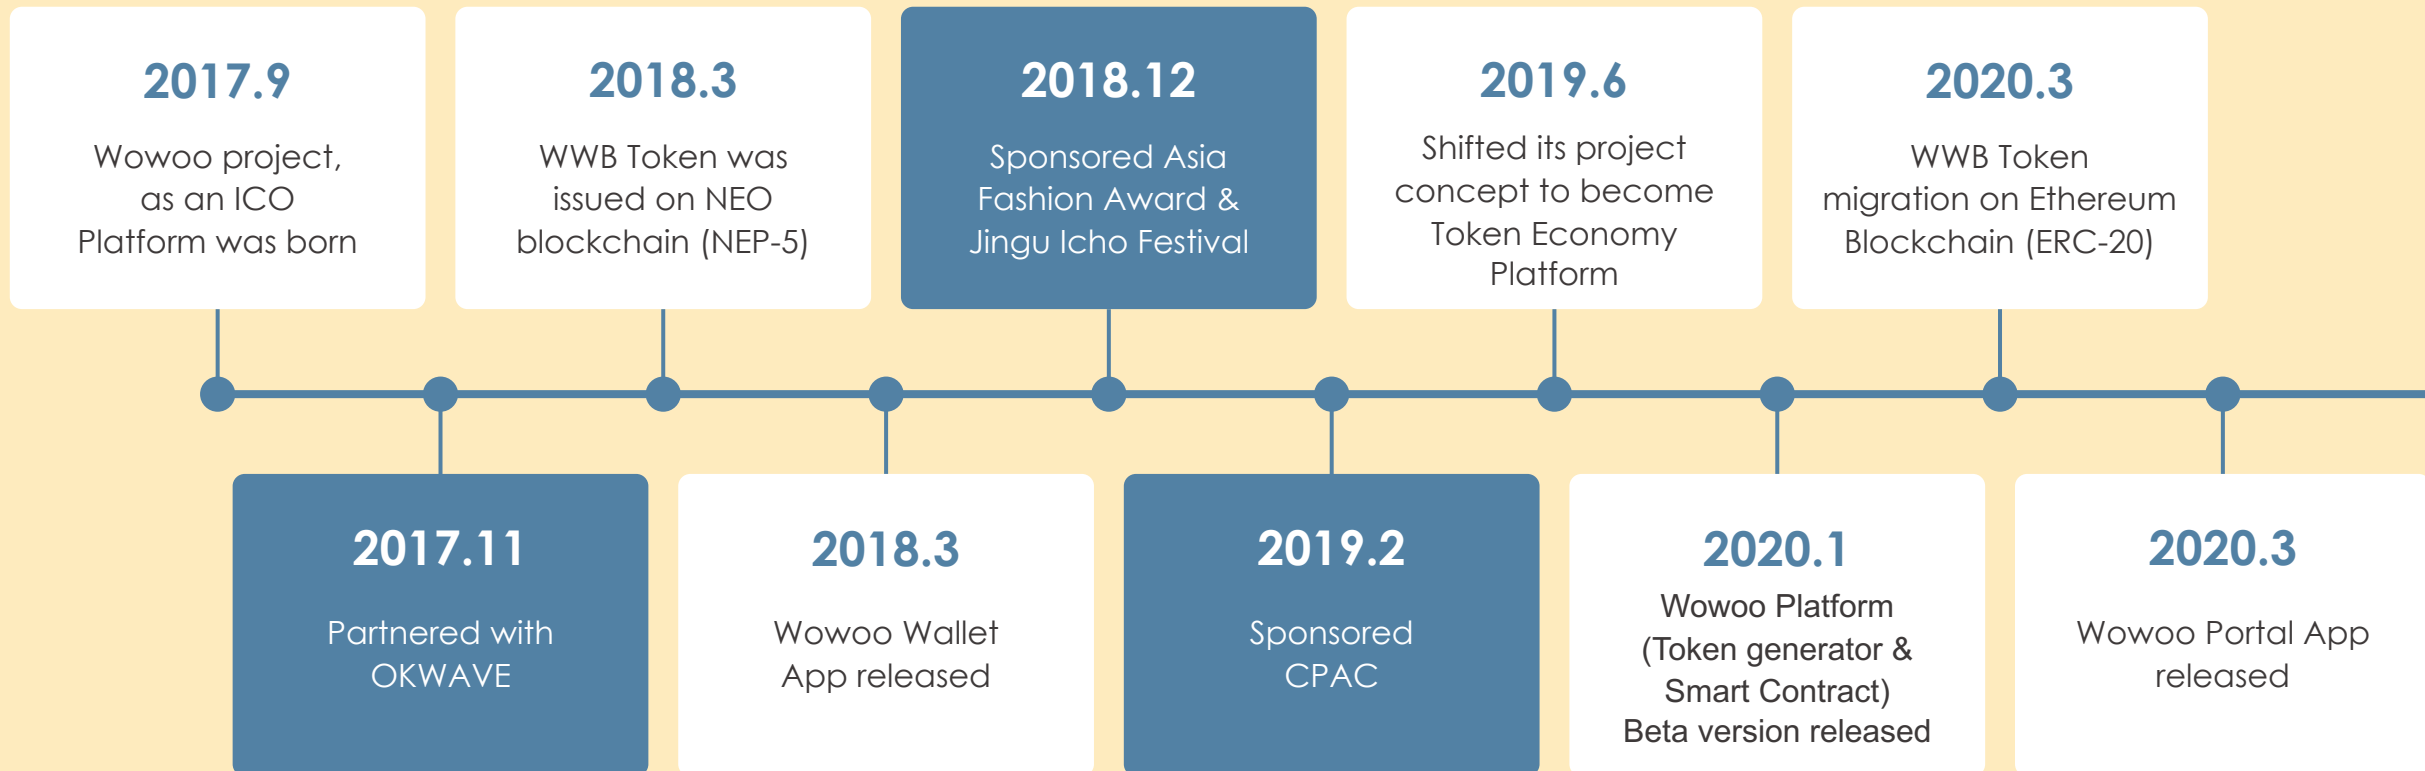 2017.9
Wowoo project,
as an ICO
Platform was born
2017.11
Partnered with
OKWAVE
2018.3
WWB Token was
issued on NEO
blockchain (NEP-5)
2018.3
Wowoo Wallet
App released
2018.12
Sponsored Asia
Fashion Award &
Jingu Icho Festival
2019.2
Sponsored
CPAC
2019.6
Shifted its project
concept to become
Token Economy
Platform
2020.1
Wowoo Platform
(Token generator &
Smart Contract)
Beta version released
2020.3
WWB Token
migration on Ethereum
Blockchain (ERC-20)
2020.3
Wowoo Portal App
released